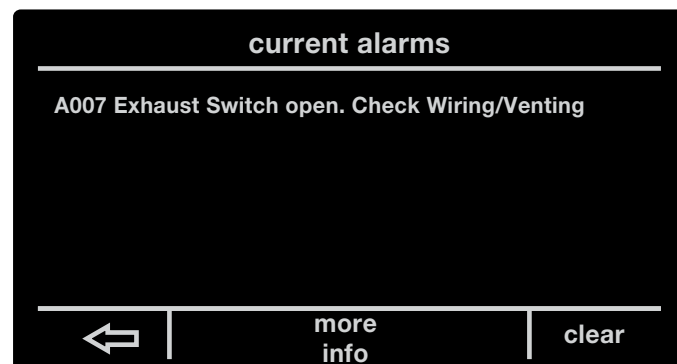 current alarms
A007 Exhaust Switch open. Check Wiring/Venting
more
info
clear